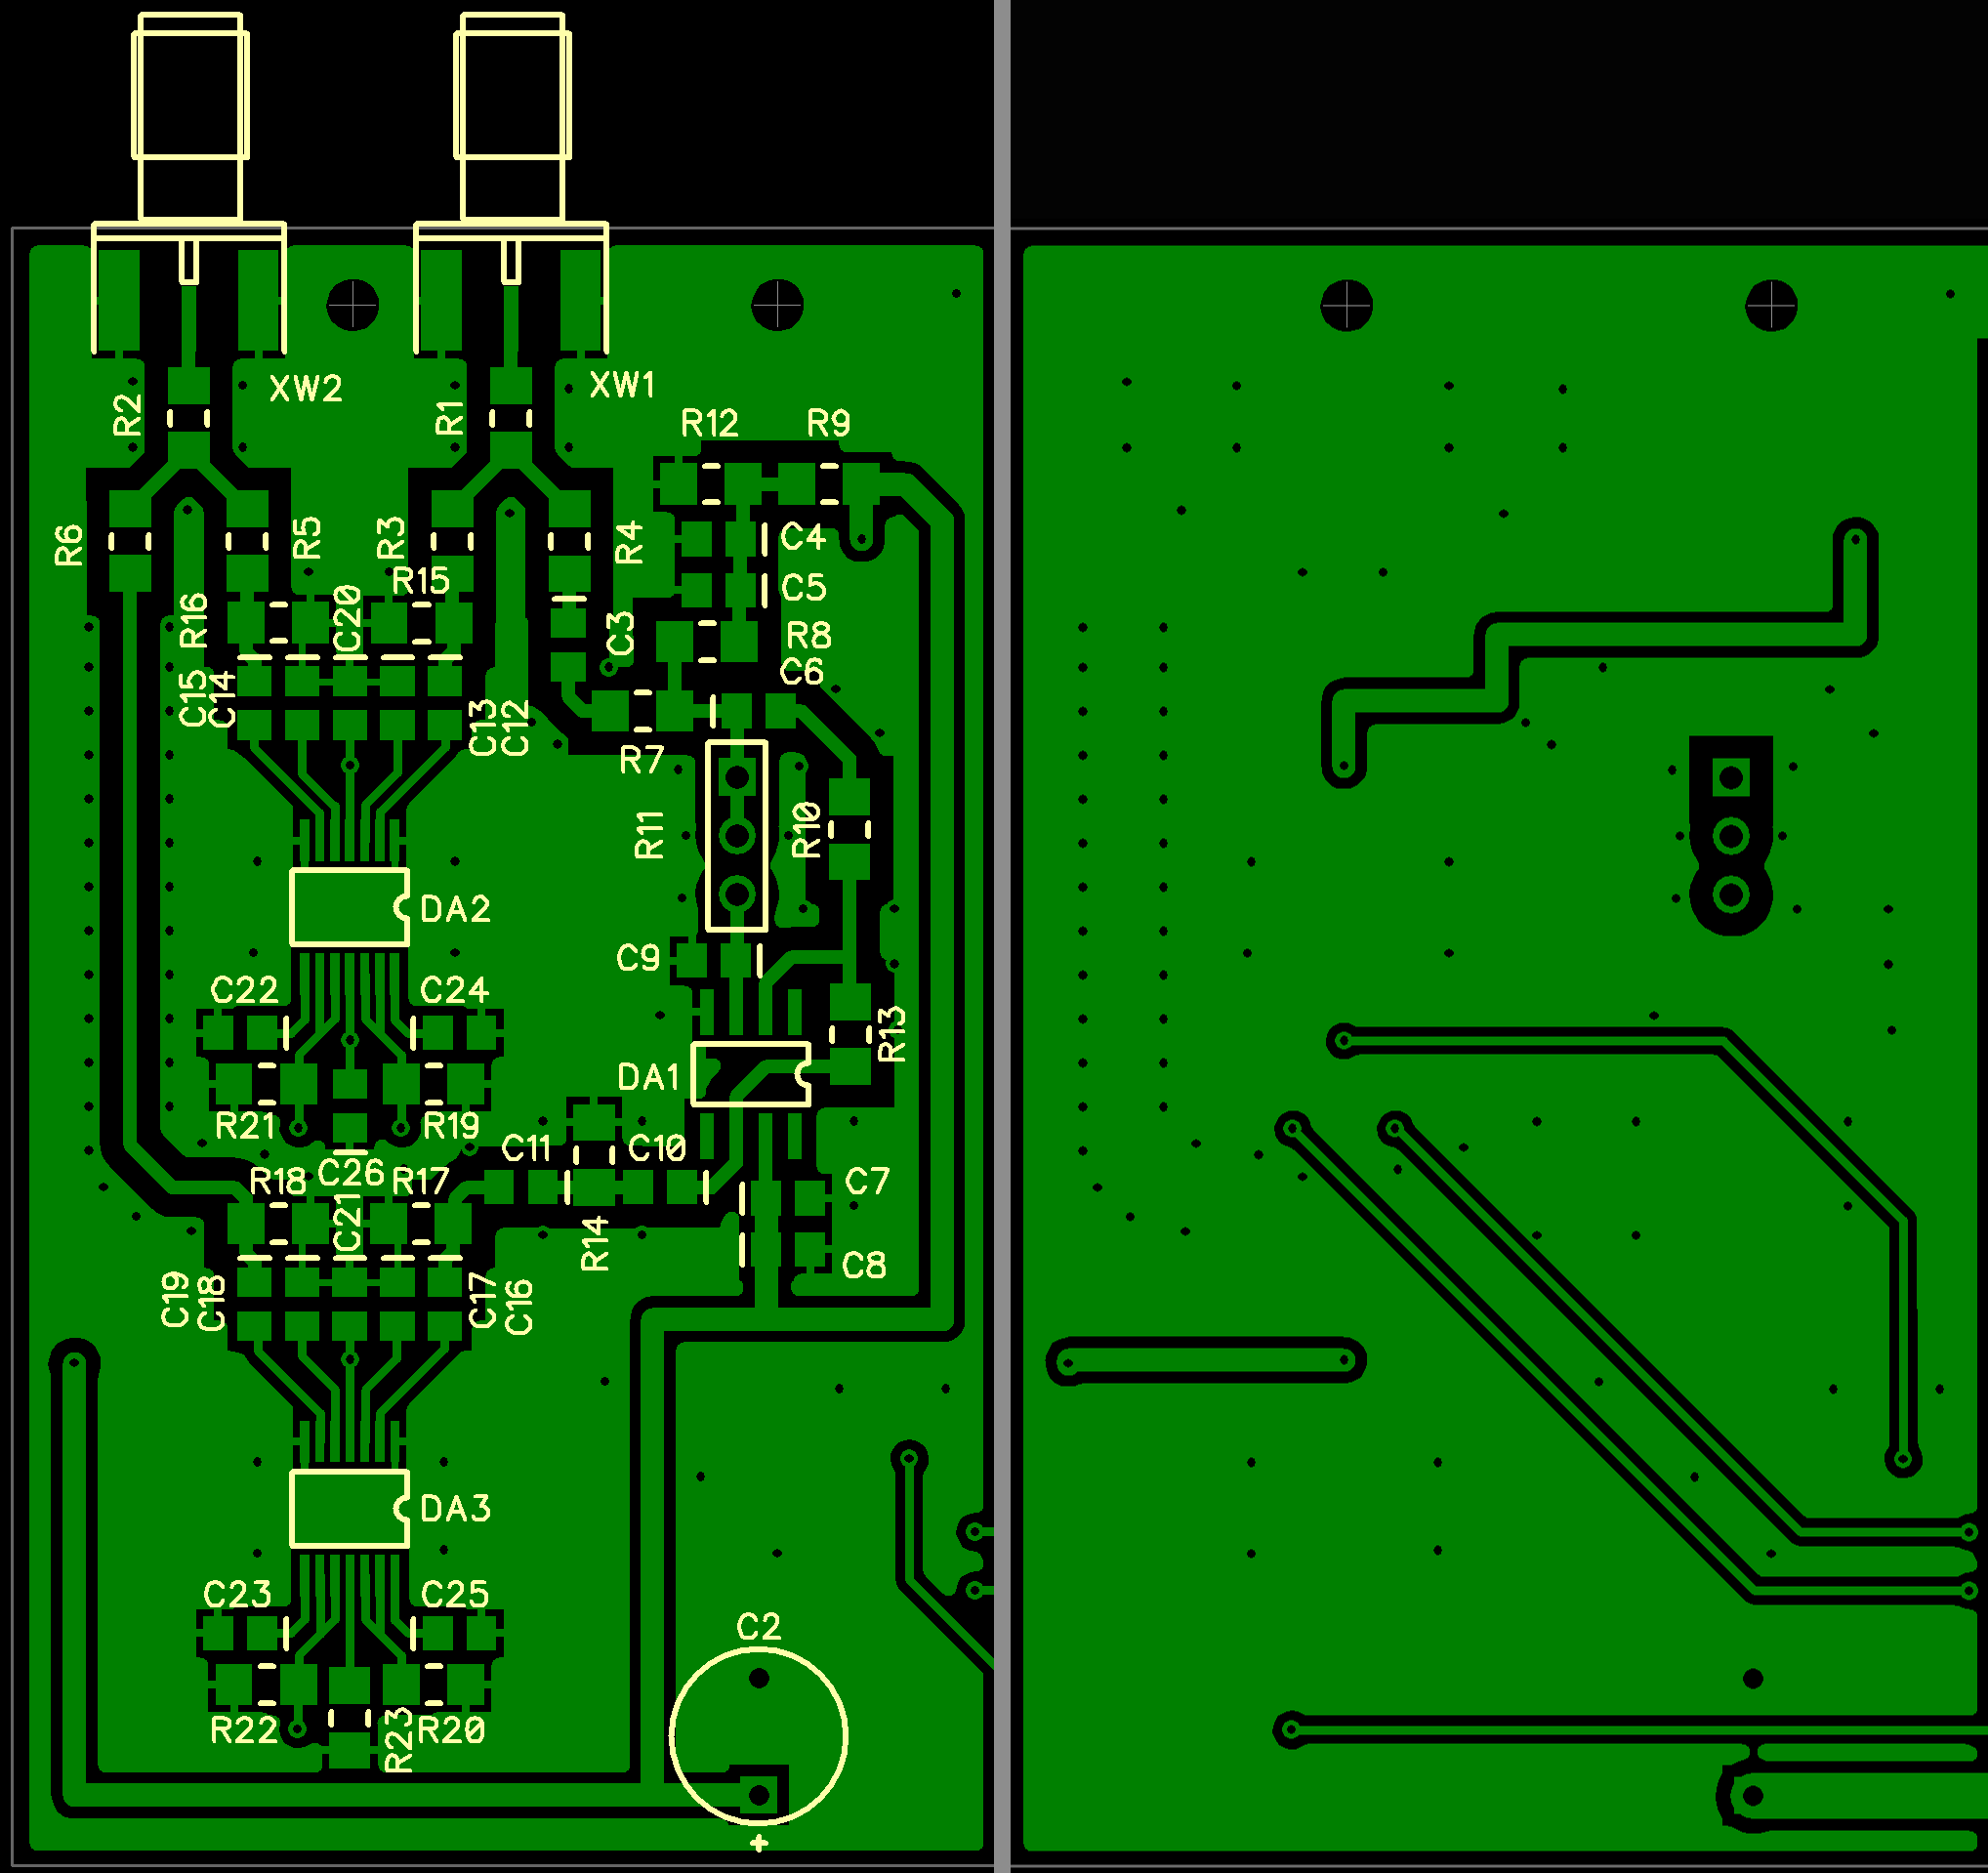 XW2
XW1
R2
R1
R12
R9
R6
R5
R3
R4
C4
R15
C5
R16
C20
C3
R8
C6
C15
C14
C13
C12
R7
R11
R10
DA2
C9
C22
C24
R13
DA1
R21
R19
C11
C10
C26
R18
R17
C7
C21
R14
C8
C19
C18
C17
C16
DA3
C23
C25
C2
R22
R23
R20
+